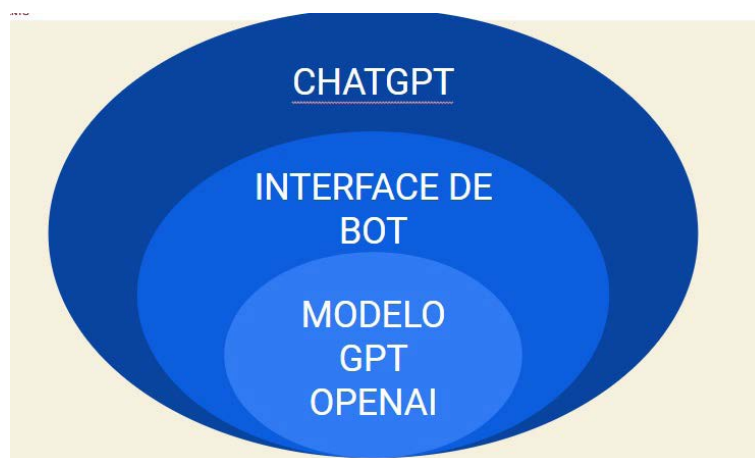 CHATGPT
INTERFACE DE
BOT
MODELO
GPT
OPENAI